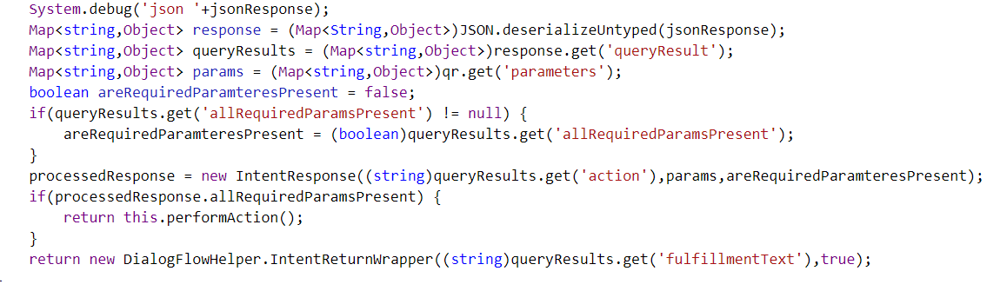 System.debug('json '+jsonResponse);
Map<string,Object> response = (Map<String,Object>)JSON.deserializeUntyped(jsonResponse);
Map<string,Object> queryResults = (Map<string,Object>)response.get('queryResult');
Map<string,Object> params = (Map<string,Object>)qr.get('parameters');
boolean areRequiredParamteresPresent = false;
if(queryResults.get('allRequiredParamsPresent') != null) {
    areRequiredParamteresPresent = (boolean)queryResults.get('allRequiredParamsPresent');
}
processedResponse = new IntentResponse((string)queryResults.get('action'),params,areRequiredParamteresPresent);
if(processedResponse.allRequiredParamsPresent) {
    return this.performAction();
}
return new DialogFlowHelper.IntentReturnWrapper((string)queryResults.get('fulfillmentText'),true);